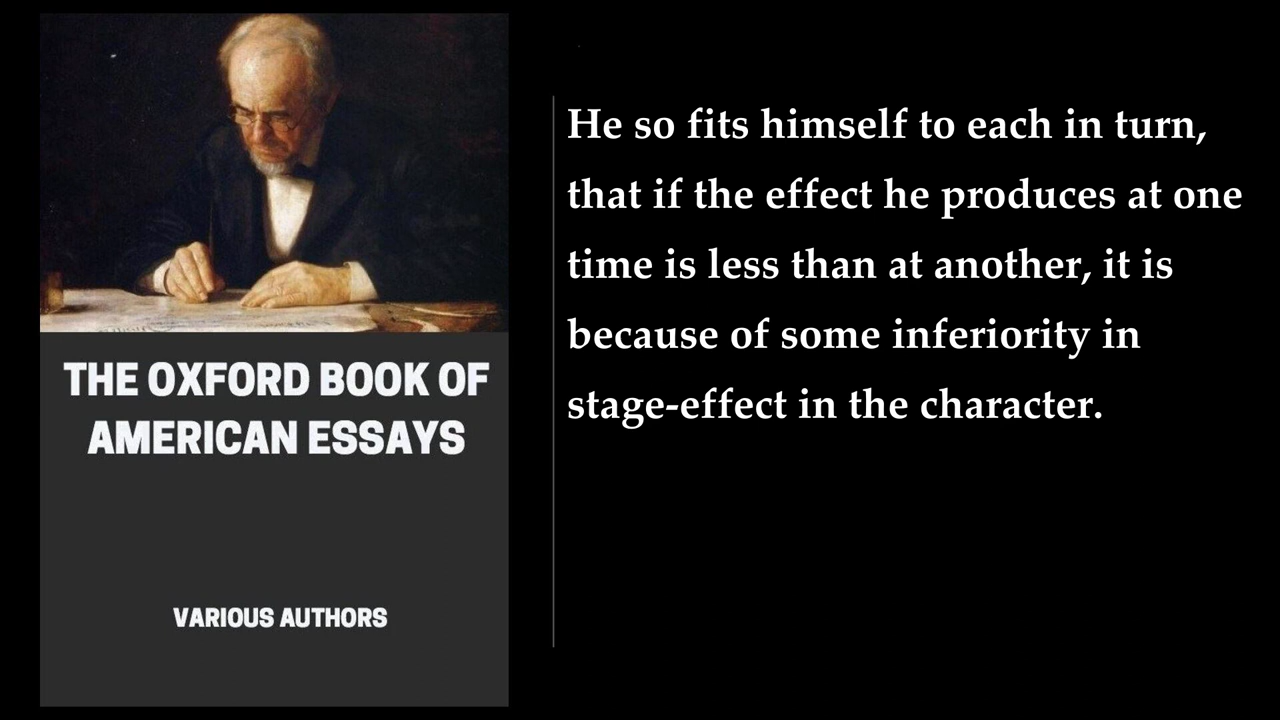 THE OXFORD BOOK OF
AMERICAN ESSAYS
VARIOUS AUTHORS
He so fits himself to each in turn,
that if the effect he produces at one
time is less than at another, it is
because of some inferiority in
stage-effect in the character.